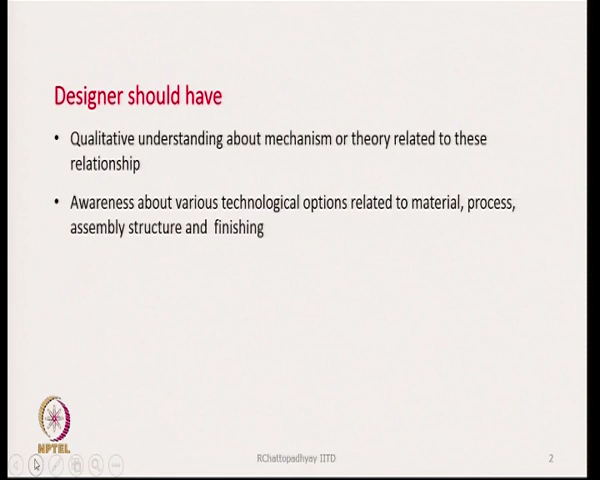 Designer should have
• Qualitative understanding about mechanism or theory related to these
relationship
• Awareness about various technological options related to material, process,
assembly structure and finishing
NPTEL
RChattopadhyay IITD
2